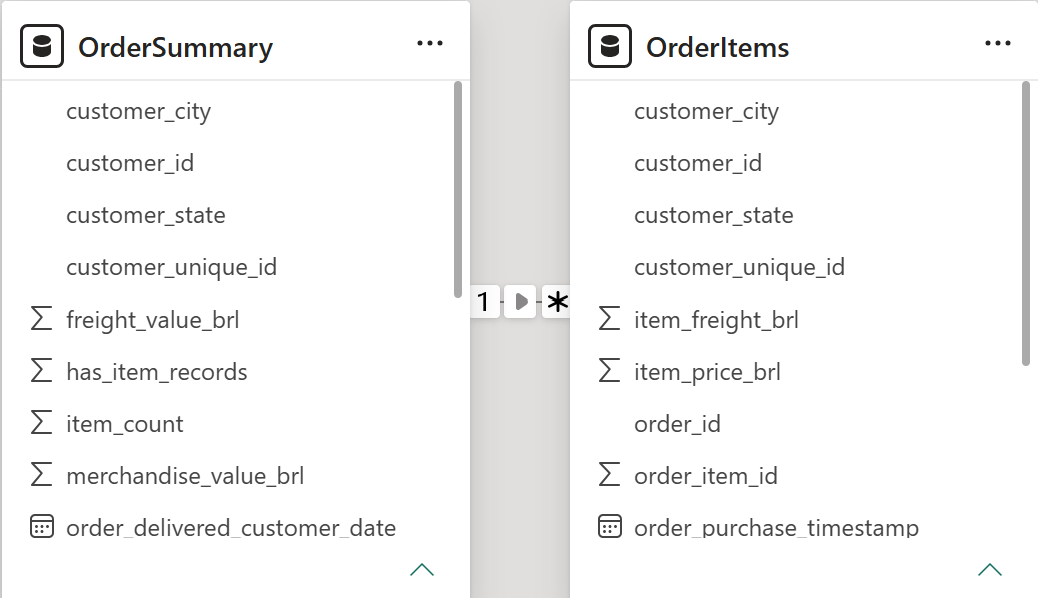 OrderSummary
customer_city
customer_id
customer_state
customer_unique_id
freight_value_brl
has_item_records
item_count
merchandise_value_brl
order_delivered_customer_date
1
*
OrderItems
customer_city
customer_id
customer_state
customer_unique_id
item_freight_brl
item_price_brl
order_id
order_item_id
order_purchase_timestamp